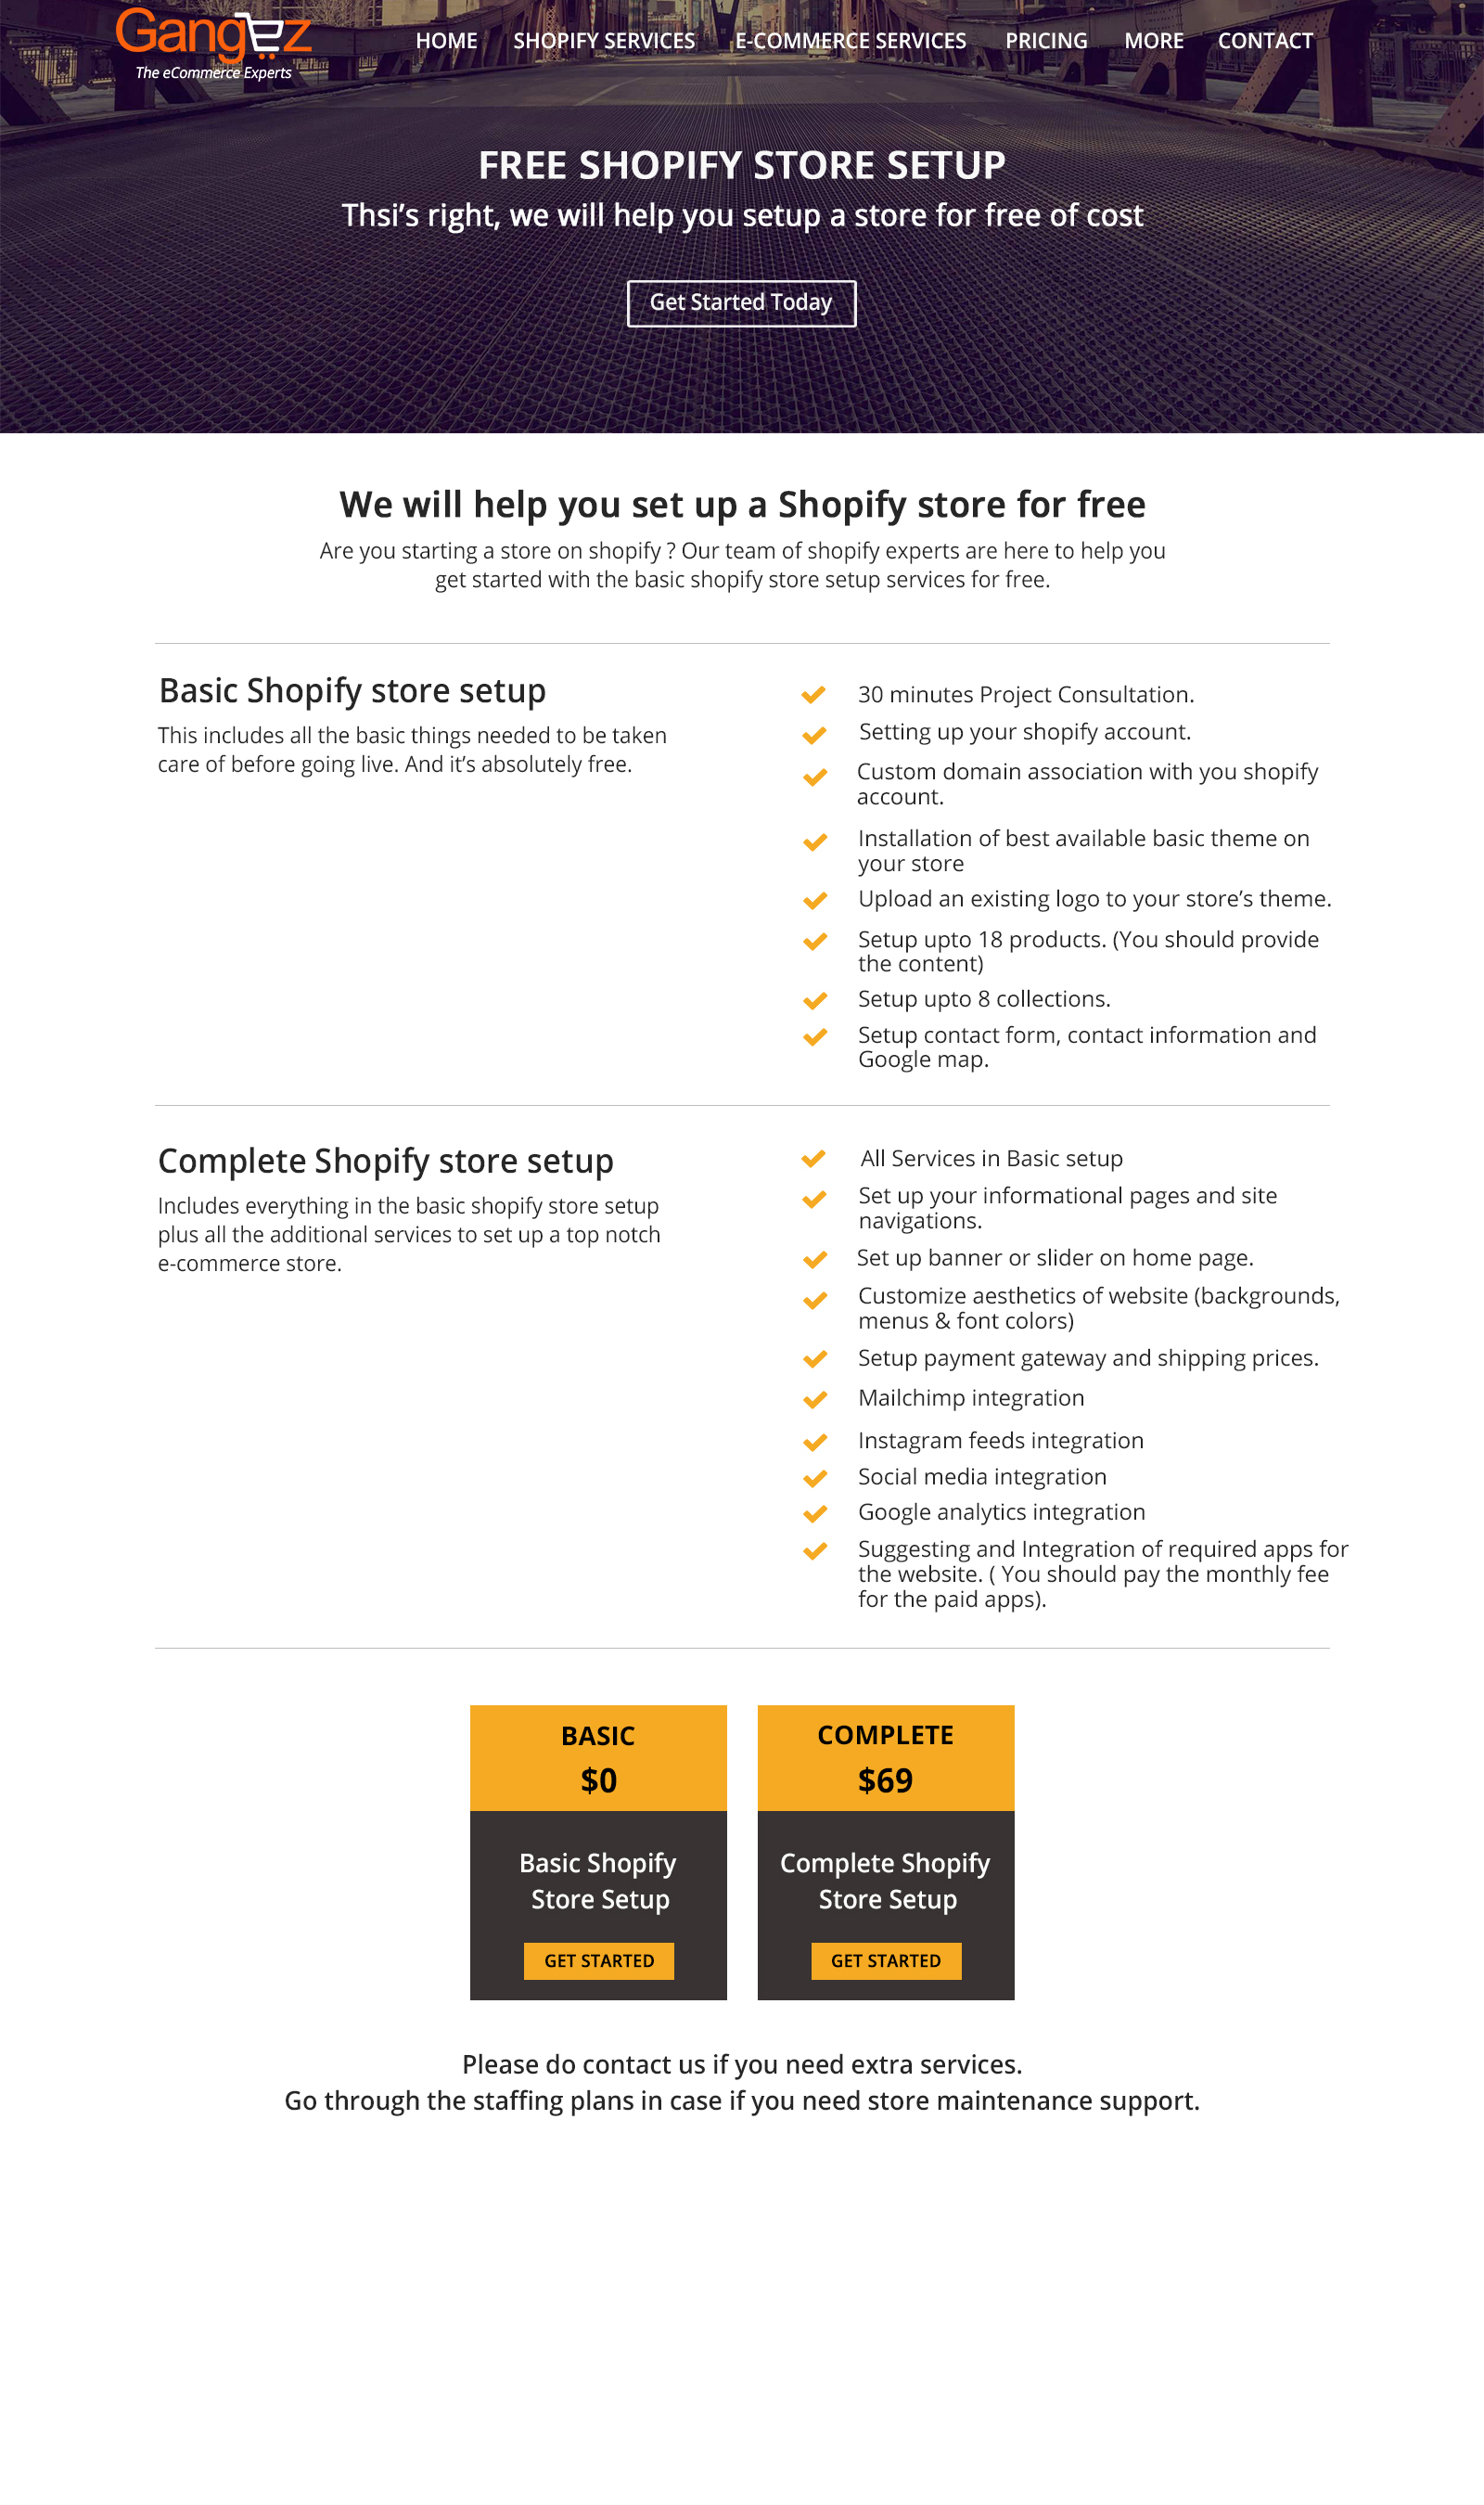 Gangez
The eCommerce Experts
HOME SHOPIFY SERVICES E-COMMERCE SERVICES PRICING MORE CONTACT
FREE SHOPIFY STORE SETUP
Thsi’s right, we will help you setup a store for free of cost
Get Started Today
We will help you set up a Shopify store for free
Are you starting a store on shopify ? Our team of shopify experts are here to help you
get started with the basic shopify store setup services for free.
Basic Shopify store setup
This includes all the basic things needed to be taken
care of before going live. And it’s absolutely free.
30 minutes Project Consultation.
Setting up your shopify account.
Custom domain association with you shopify
account.
Installation of best available basic theme on
your store
Upload an existing logo to your store’s theme.
Setup upto 18 products. (You should provide
the content)
Setup upto 8 collections.
Setup contact form, contact information and
Google map.
Complete Shopify store setup
Includes everything in the basic shopify store setup
plus all the additional services to set up a top notch
e-commerce store.
All Services in Basic setup
Set up your informational pages and site
navigations.
Set up banner or slider on home page.
Customize aesthetics of website (backgrounds,
menus & font colors)
Setup payment gateway and shipping prices.
Mailchimp integration
Instagram feeds integration
Social media integration
Google analytics integration
Suggesting and Integration of required apps for
the website. ( You should pay the monthly fee
for the paid apps).
BASIC
$0
Basic Shopify
Store Setup
GET STARTED
COMPLETE
$69
Complete Shopify
Store Setup
GET STARTED
Please do contact us if you need extra services.
Go through the staffing plans in case if you need store maintenance support.